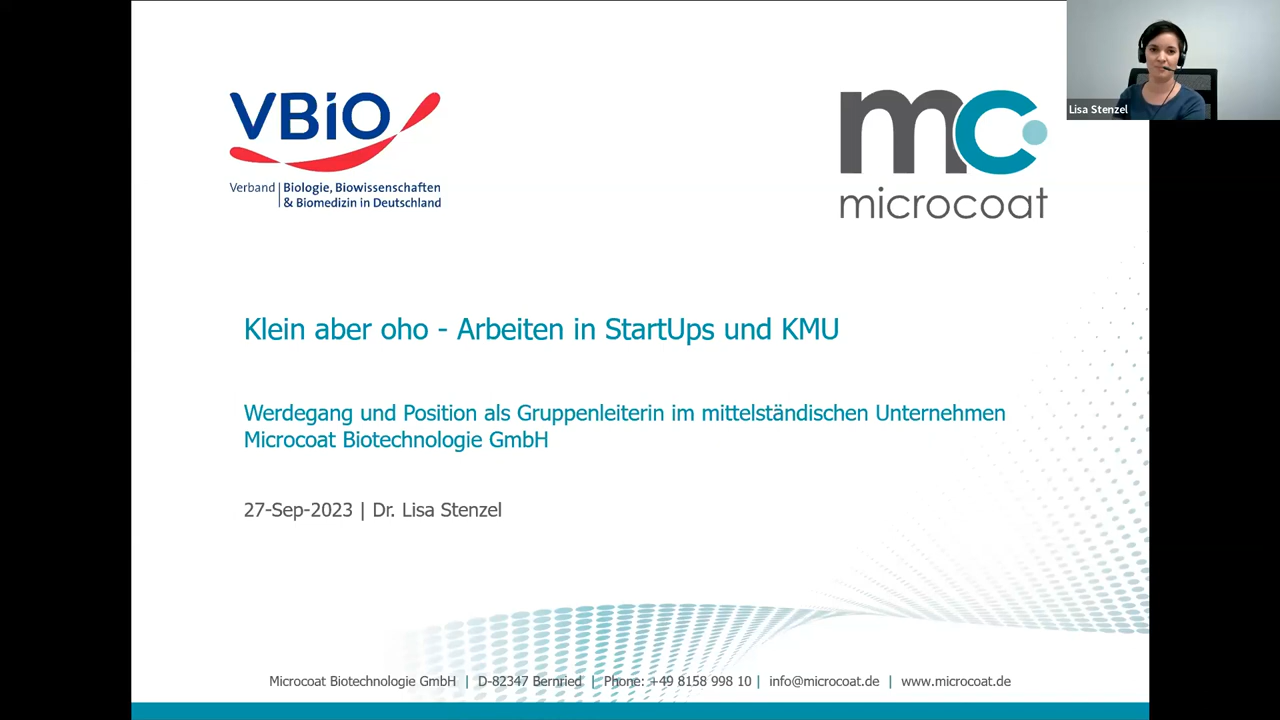 VBiO
Verband | Biologie, Biowissenschaften
& Biomedizin in Deutschland
mc
microcoat
Lisa Stenzel
Klein aber oho - Arbeiten in StartUps und KMU
Werdegang und Position als Gruppenleiterin im mittelständischen Unternehmen
Microcoat Biotechnologie GmbH
27-Sep-2023 | Dr. Lisa Stenzel
Microcoat Biotechnologie GmbH | D-82347 Bernried | Phone: +49 8158 998 10 | info@microcoat.de | www.microcoat.de